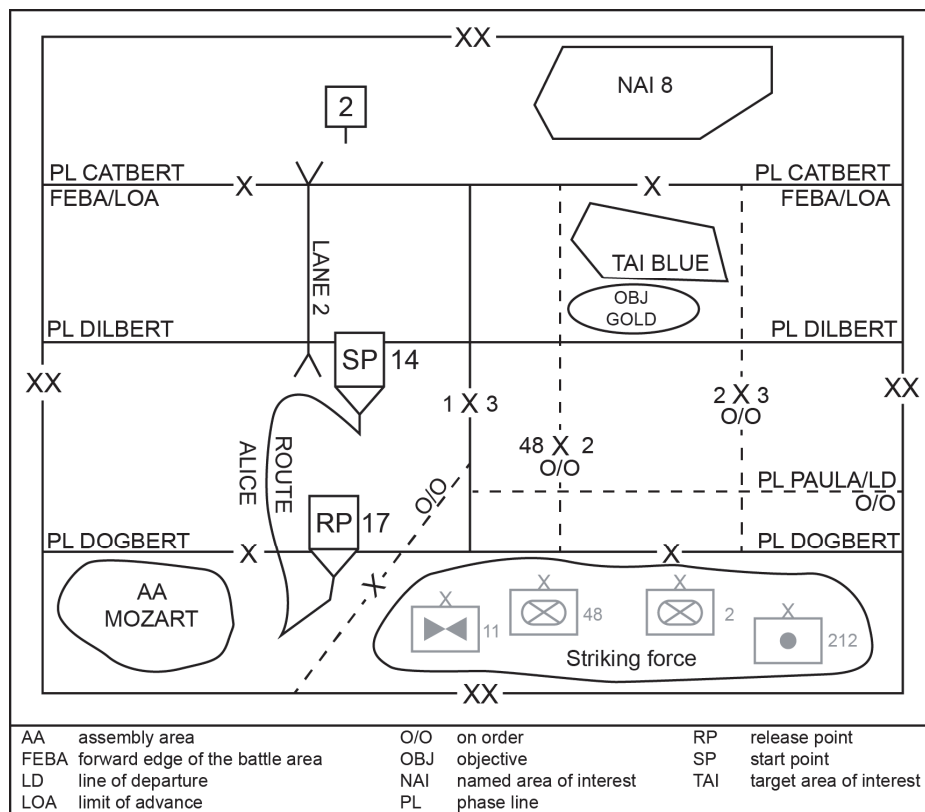 XX
NAI 8
2
PL CATBERT
PL CATBERT
X
X
FEBA/LOA
FEBA/LOA
LANE 2
TAI BLUE
OBJ
GOLD
PL DILBERT
PL DILBERT
SP 14
XX
XX
1 X 3
2 X 3
O/O
48 X 2
O/O
ROUTE
ALICE
O/O
PL PAULA/LD
O/O
RP 17
PL DOGBERT
PL DOGBERT
X
X
X
AA
MOZART
X
11
X
48
X
2
X
212
Striking force
XX
AA assembly area
FEBA forward edge of the battle area
LD line of departure
LOA limit of advance
O/O on order
OBJ objective
NAI named area of interest
PL phase line
RP release point
SP start point
TAI target area of interest